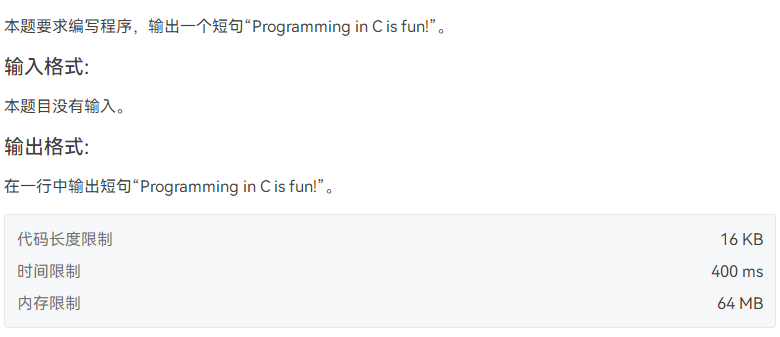 本题要求编写程序，输出一个短句“Programming in C is fun!”。
输入格式:
本题目没有输入。
输出格式:
在一行中输出短句“Programming in C is fun!”。
代码长度限制 16 KB
时间限制 400 ms
内存限制 64 MB